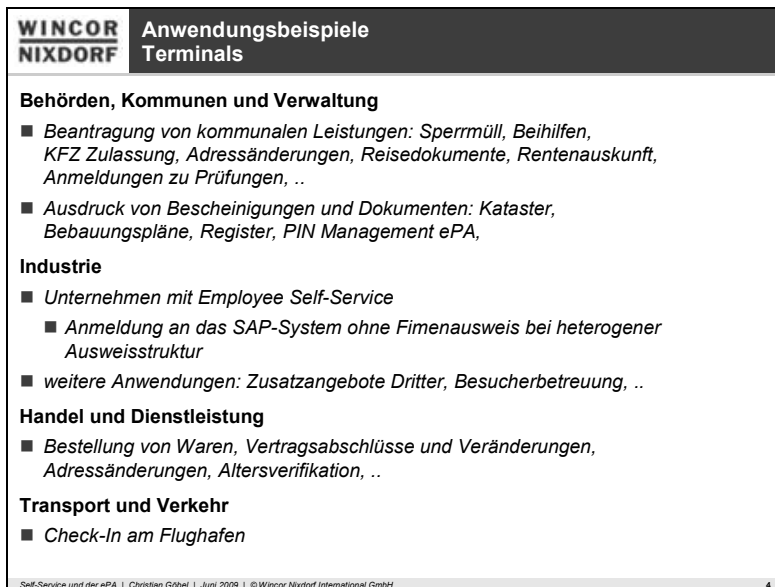 WINCOR
NIXDORF
Anwendungsbeispiele
Terminals
Behörden, Kommunen und Verwaltung
Beantragung von kommunalen Leistungen: Sperrmüll, Beihilfen,
KFZ Zulassung, Adressänderungen, Reisedokumente, Rentenauskunft,
Anmeldungen zu Prüfungen, ..
Ausdruck von Bescheinigungen und Dokumenten: Kataster,
Bebauungspläne, Register, PIN Management ePA,
Industrie
Unternehmen mit Employee Self-Service
Anmeldung an das SAP-System ohne Fimenausweis bei heterogener
Ausweisstruktur
weitere Anwendungen: Zusatzangebote Dritter, Besucherbetreuung, ..
Handel und Dienstleistung
Bestellung von Waren, Vertragsabschlüsse und Veränderungen,
Adressänderungen, Altersverifikation, ..
Transport und Verkehr
Check-In am Flughafen
Self-Service und der ePA | Christian Göbel | Juni 2009 | © Wincor Nixdorf International GmbH 4